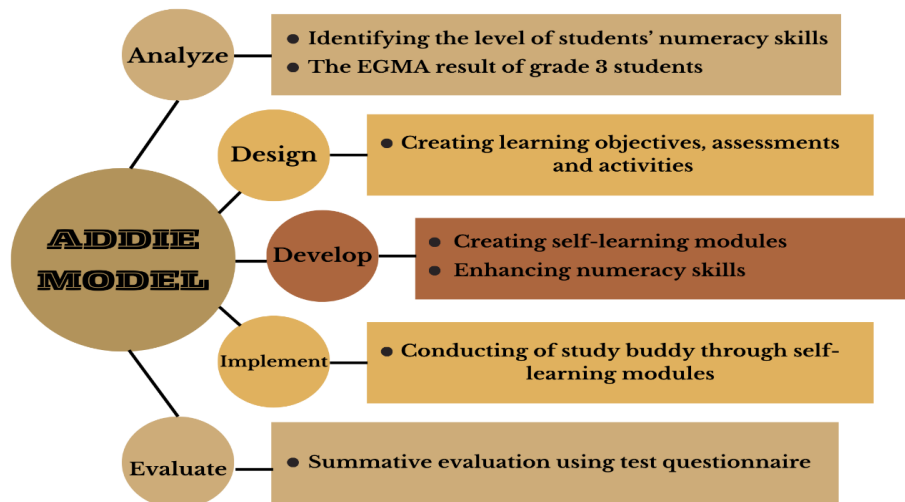 Analyze
• Identifying the level of students’ numeracy skills
• The EGMA result of grade 3 students
Design
• Creating learning objectives, assessments
and activities
ADDIE
MODEL
Develop
• Creating self-learning modules
• Enhancing numeracy skills
Implement
• Conducting of study buddy through self-
learning modules
Evaluate
• Summative evaluation using test questionnaire